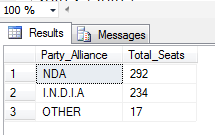 100 %
Results Messages
Party_Alliance Total_Seats
1 NDA 292
2 I.N.D.I.A 234
3 OTHER 17